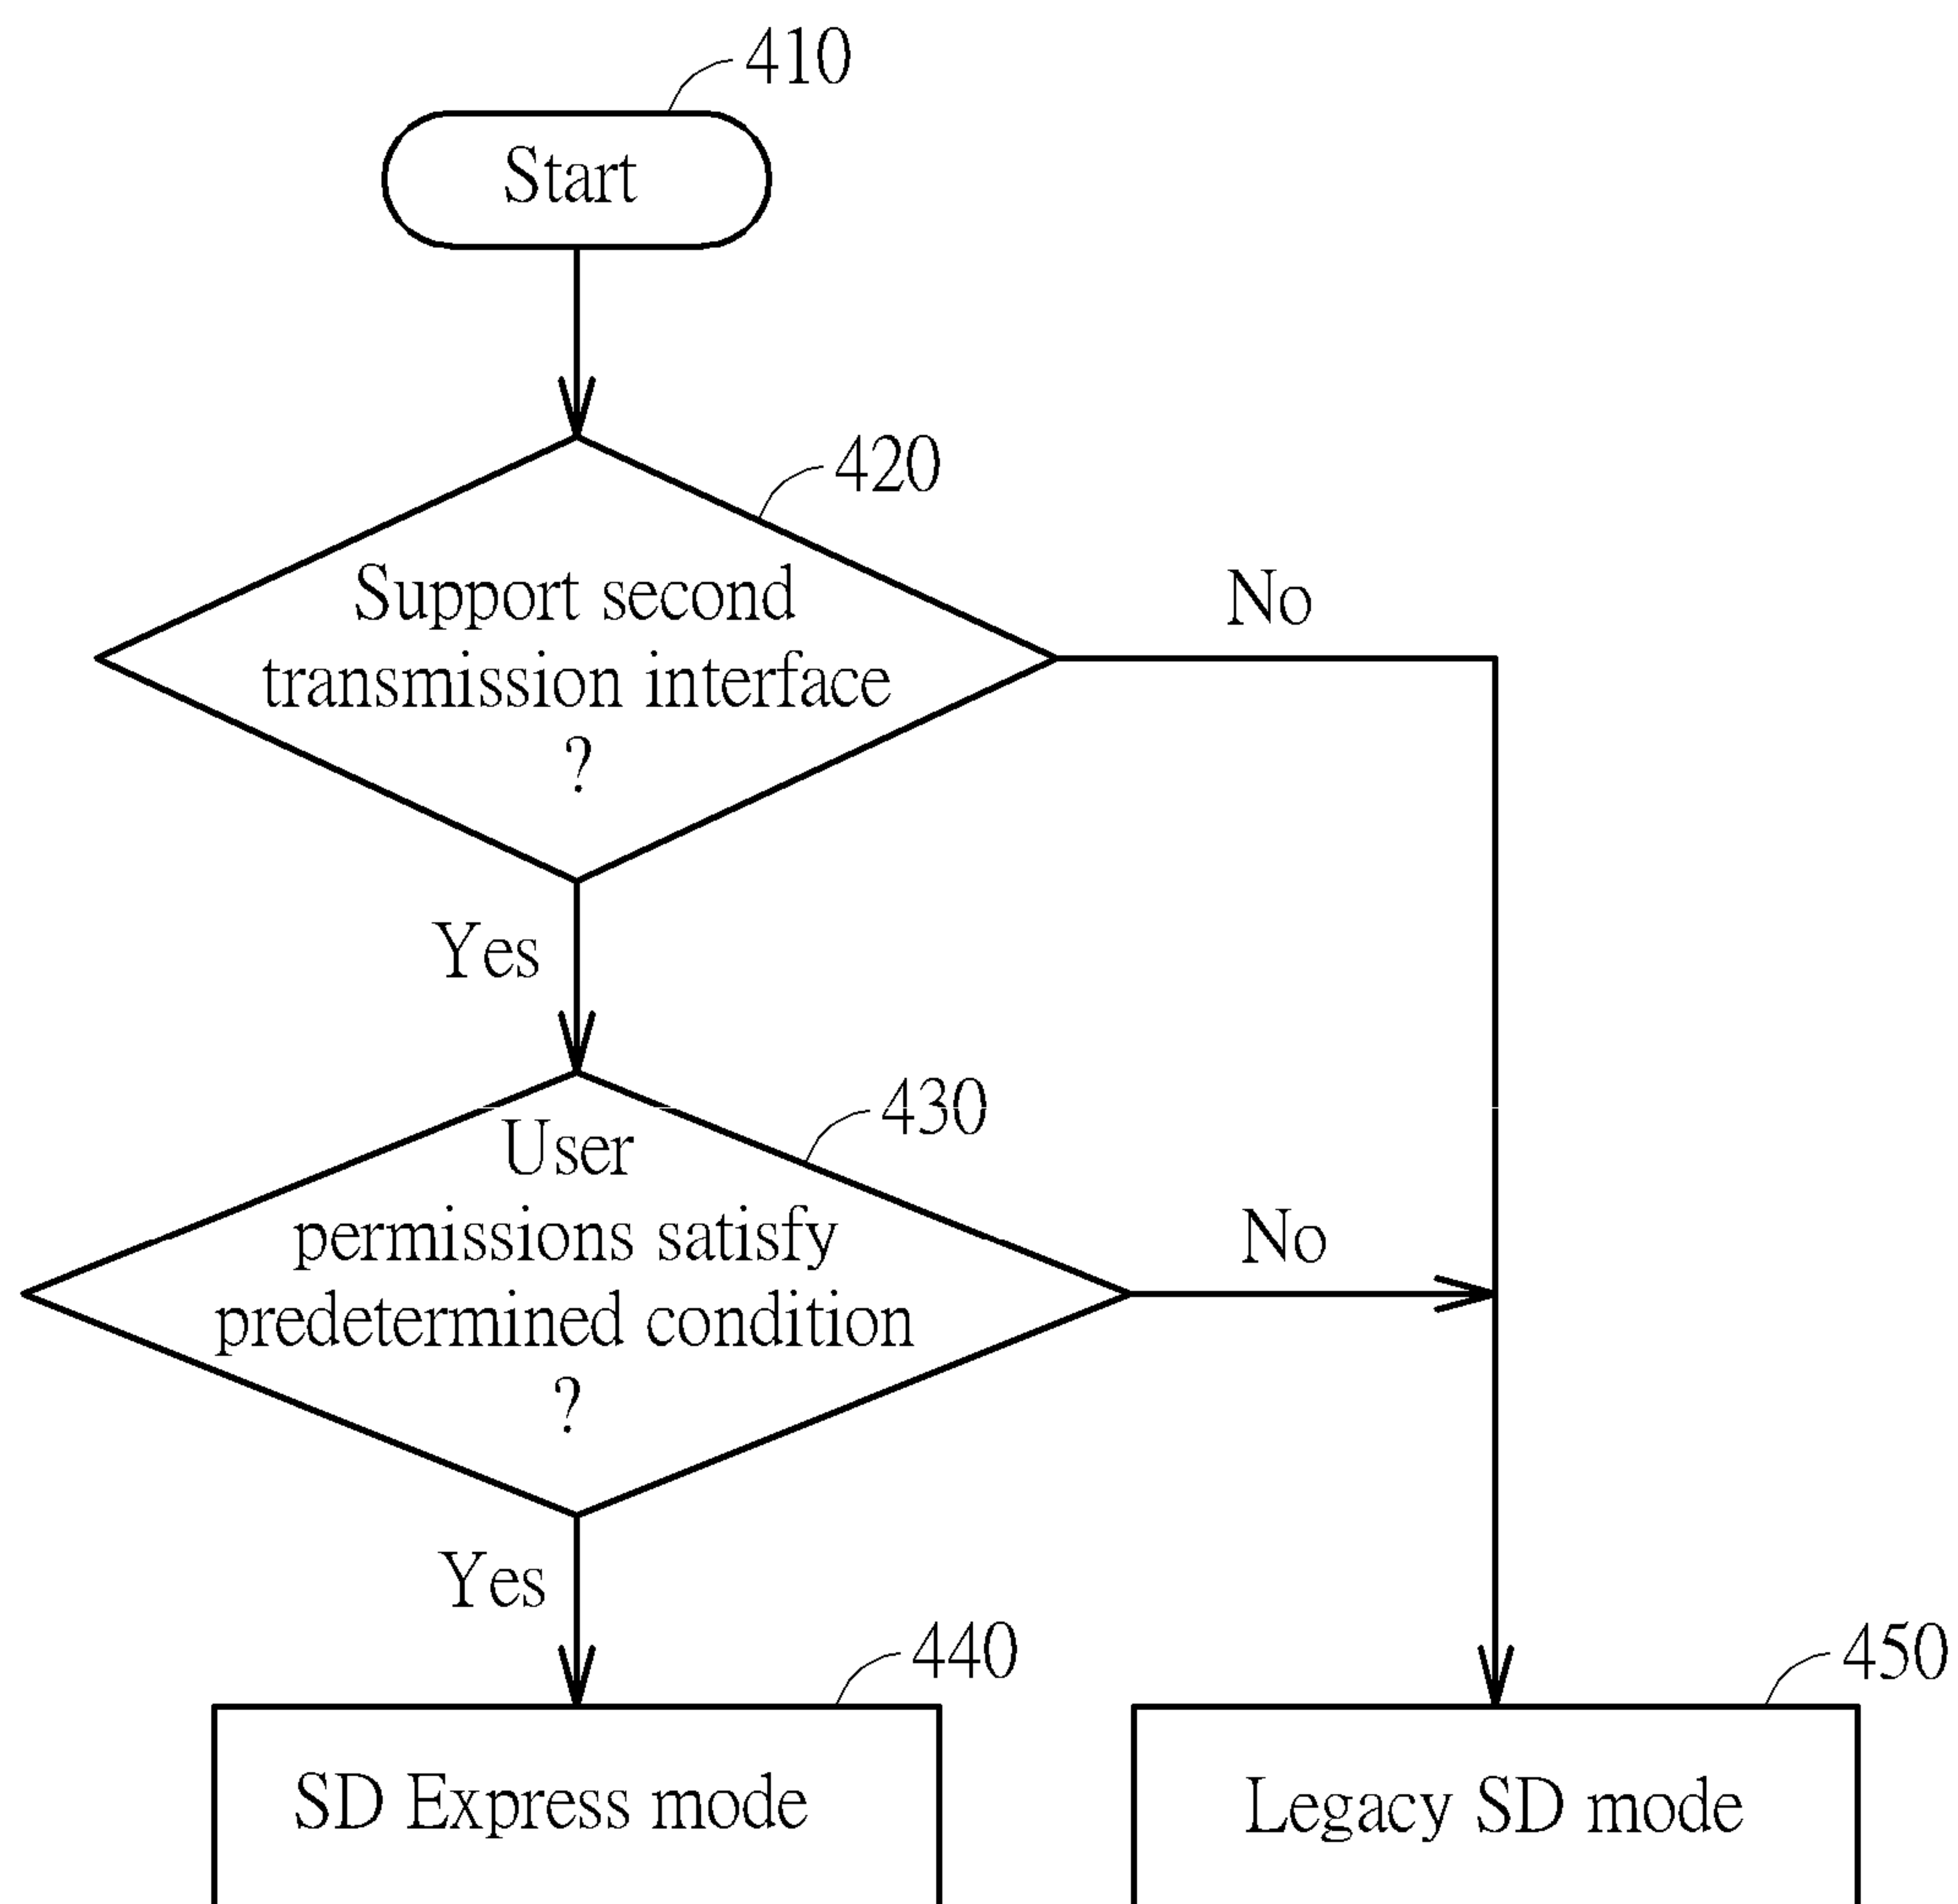 410
Start
420
Support second
transmission interface
?
No
Yes
430
User
permissions satisfy
predetermined condition
?
No
Yes
440
SD Express mode
450
Legacy SD mode